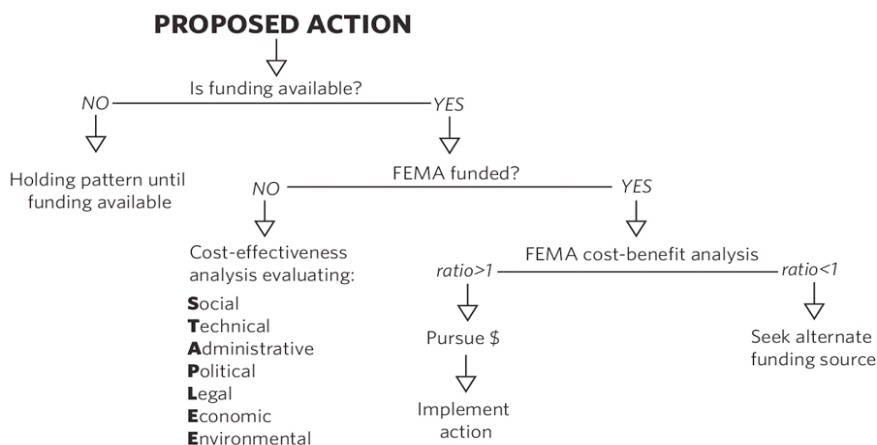 PROPOSED ACTION
Is funding available?
NO
YES
Holding pattern until
funding available
FEMA funded?
NO
YES
Cost-effectiveness
analysis evaluating:
Social
Technical
Administrative
Political
Legal
Economic
Environmental
FEMA cost-benefit analysis
ratio>1
ratio<1
Pursue $
Implement
action
Seek alternate
funding source